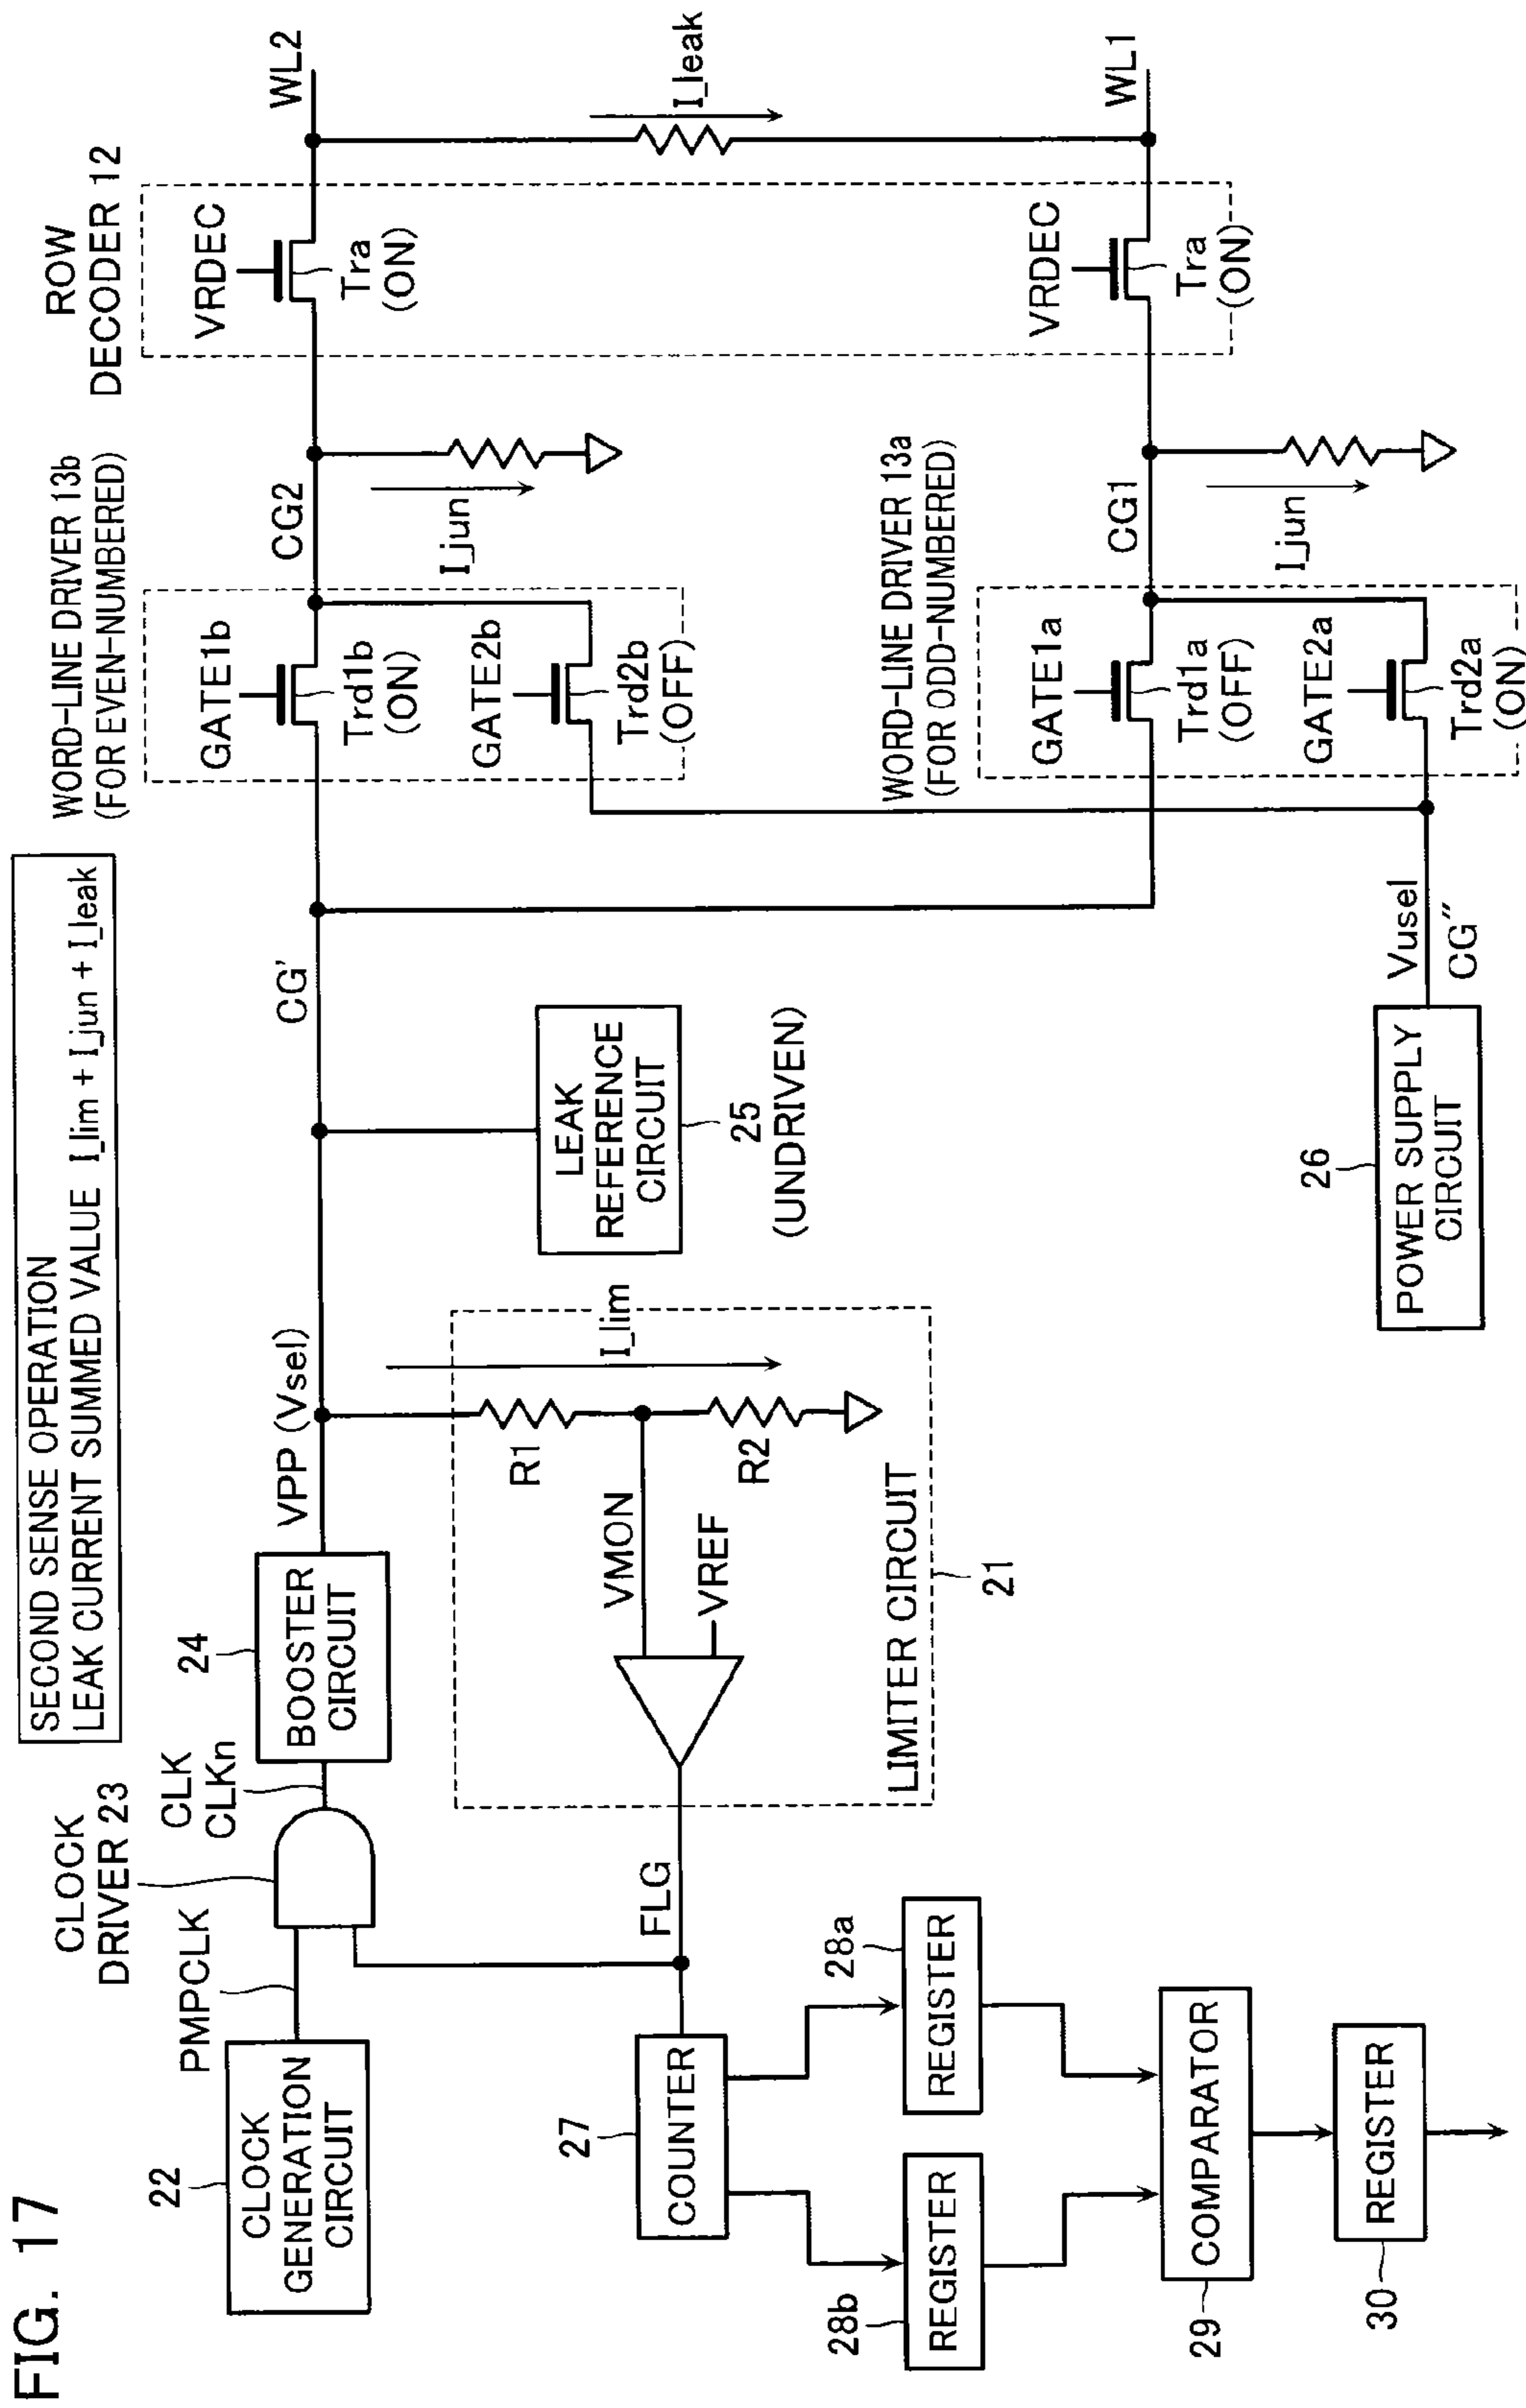 FIG. 17
SECOND SENSE OPERATION
LEAK CURRENT SUMMED VALUE I_lim + I_jun + I_leak
22
CLOCK
GENERATION
CIRCUIT
PMPCLK
CLOCK
DRIVER 23
CLK
CLKn
24
BOOSTER
CIRCUIT
VPP (Vsel)
CG'
WORD-LINE DRIVER 13b
(FOR EVEN-NUMBERED)
GATE1b
Trd1b
(ON)
GATE2b
Trd2b
(OFF)
CG2
I_jun
ROW
DECODER 12
VRDEC
Tra
(ON)
WL2
I_leak
LEAK
REFERENCE
CIRCUIT
25
(UNDRIVEN)
I_lim
R1
R2
VMON
VREF
LIMITER CIRCUIT
21
FLG
27
COUNTER
28a
REGISTER
28b
REGISTER
29
COMPARATOR
30
REGISTER
WORD-LINE DRIVER 13a
(FOR ODD-NUMBERED)
GATE1a
Trd1a
(OFF)
GATE2a
Trd2a
(ON)
CG1
I_jun
VRDEC
Tra
(ON)
WL1
26
POWER SUPPLY
CIRCUIT
Vusel
CG"